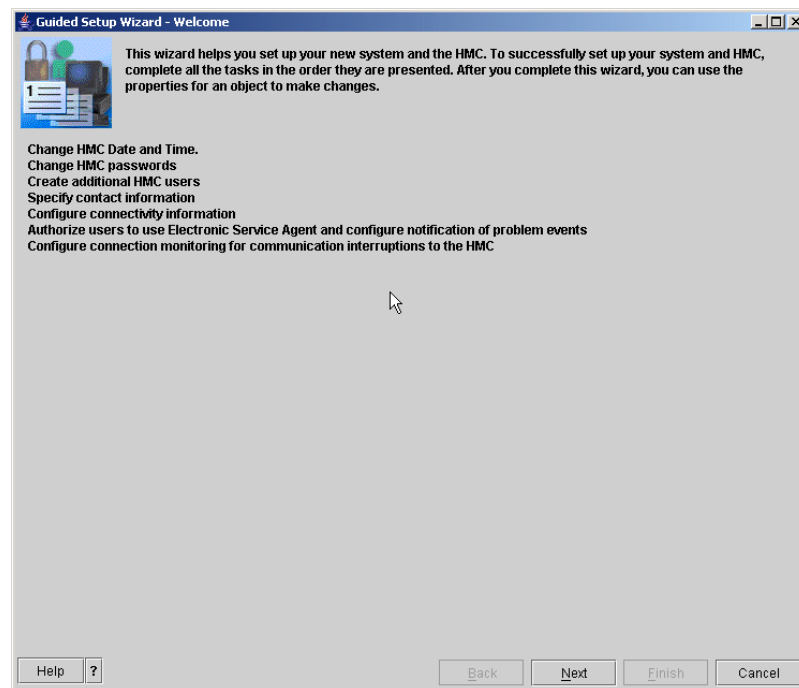 Guided Setup Wizard - Welcome
This wizard helps you set up your new system and the HMC. To successfully set up your system and HMC,
complete all the tasks in the order they are presented. After you complete this wizard, you can use the
properties for an object to make changes.
1
Change HMC Date and Time.
Change HMC passwords
Create additional HMC users
Specify contact information
Configure connectivity information
Authorize users to use Electronic Service Agent and configure notification of problem events
Configure connection monitoring for communication interruptions to the HMC
Help ? Back Next Finish Cancel